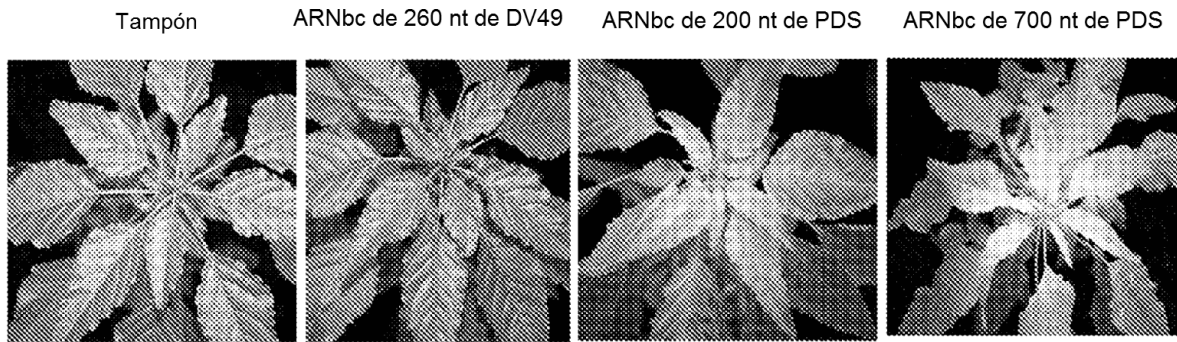 Tampón
ARNbc de 260 nt de DV49
ARNbc de 200 nt de PDS
ARNbc de 700 nt de PDS